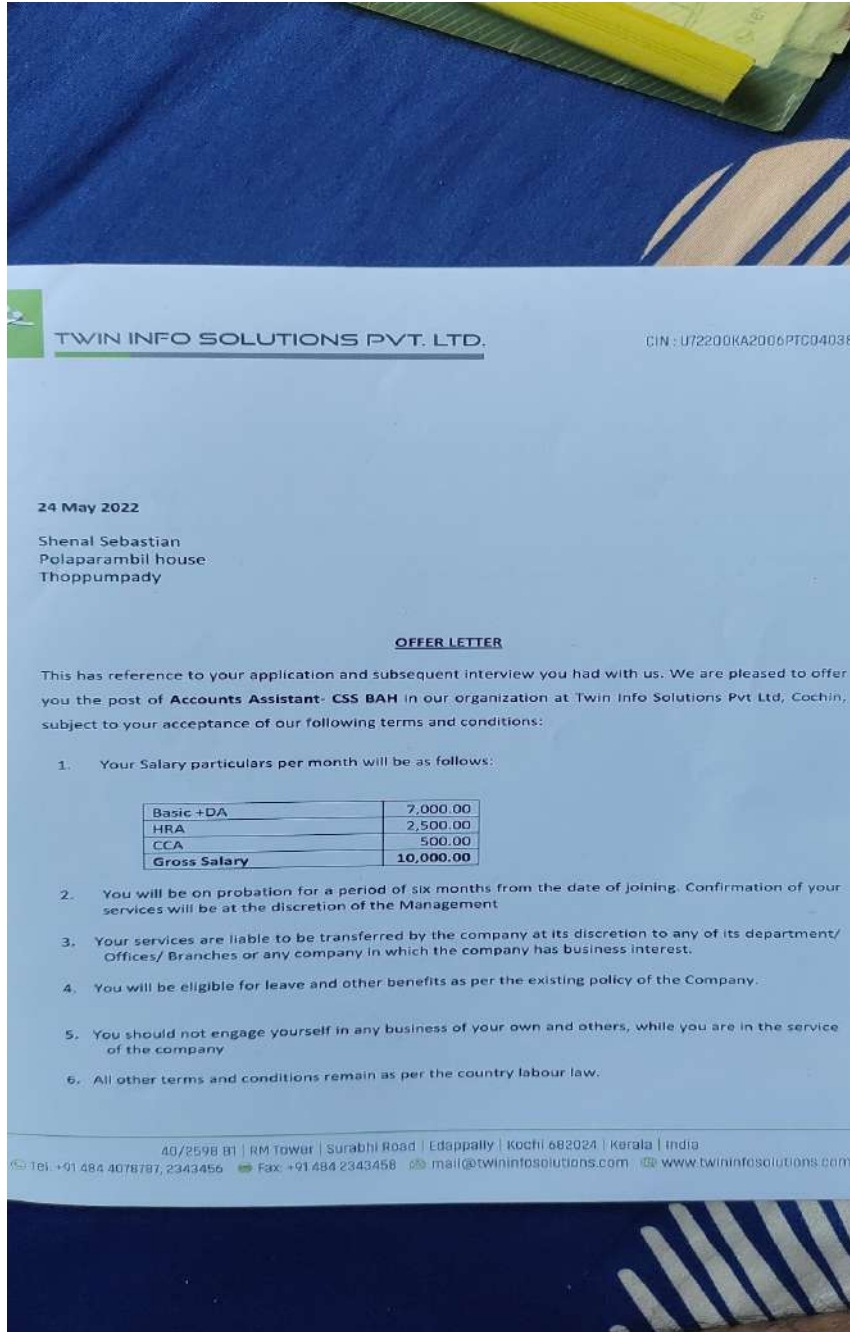 TWIN INFO SOLUTIONS PVT. LTD.
CIN : U72200KA2006PTC04038
24 May 2022
Shenal Sebastian
Polaparambil house
Thoppumpady
OFFER LETTER
This has reference to your application and subsequent interview you had with us. We are pleased to offer
you the post of Accounts Assistant- CSS BAH in our organization at Twin Info Solutions Pvt Ltd, Cochin,
subject to your acceptance of our following terms and conditions:
1. Your Salary particulars per month will be as follows:
Basic +DA 7,000.00
HRA 2,500.00
CCA 500.00
Gross Salary 10,000.00
2. You will be on probation for a period of six months from the date of joining. Confirmation of your
services will be at the discretion of the Management
3. Your services are liable to be transferred by the company at its discretion to any of its department/
Offices/ Branches or any company in which the company has business interest.
4. You will be eligible for leave and other benefits as per the existing policy of the Company.
5. You should not engage yourself in any business of your own and others, while you are in the service
of the company
6. All other terms and conditions remain as per the country labour law.
40/2598 B1 | RM Tower | Surabhi Road | Edappally | Kochi 682024 | Kerala | India
Tel: +91 484 4078787, 2343456 Fax: +91 484 2343458 mail@twininfosolutions.com www.twininfosolutions.com